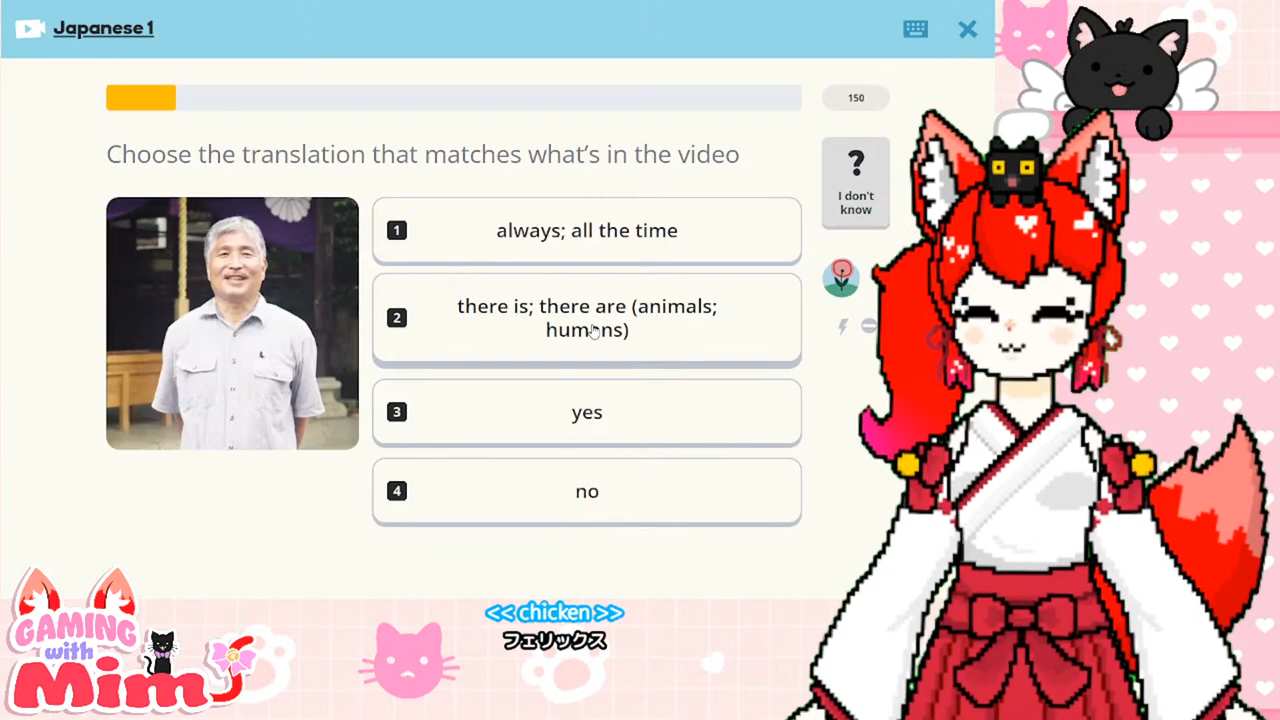 Japanese 1
150
Choose the translation that matches what's in the video
?
I don't
know
1 always; all the time
2 there is; there are (animals;
humans)
3 yes
4 no
<< chicken >>
フェリックス
GAMING
with
Mim